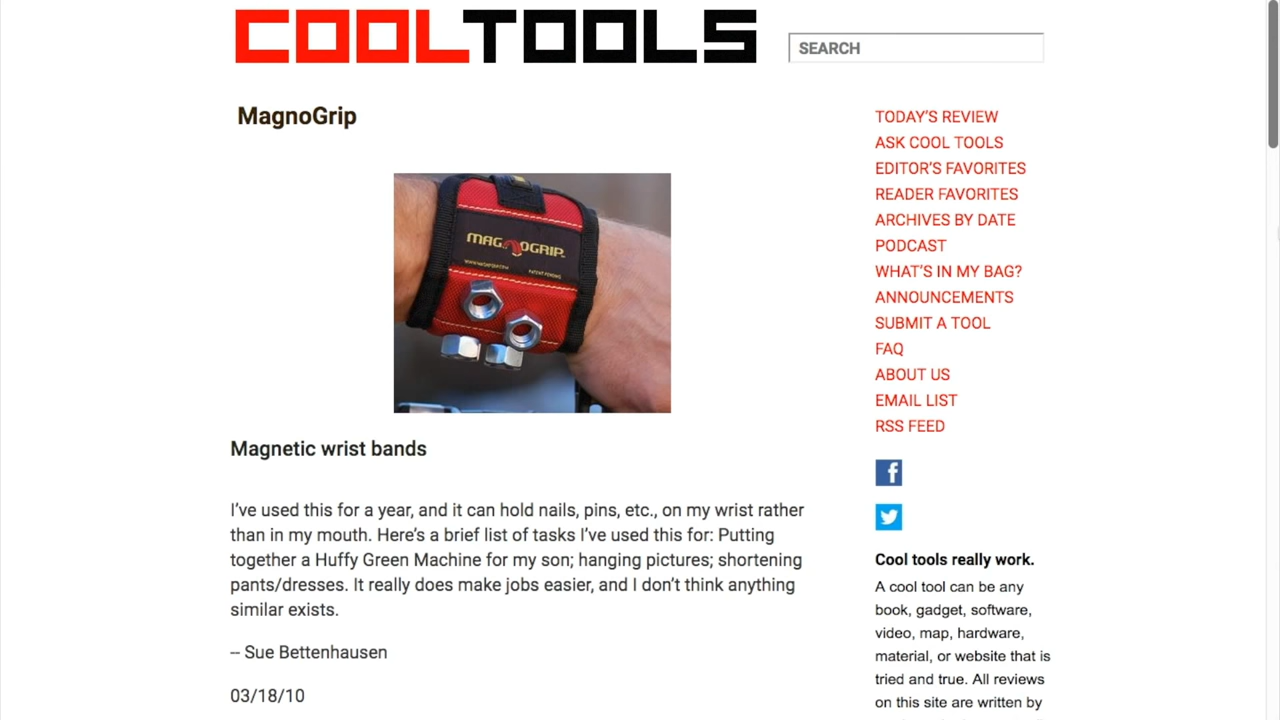 COOLTOOLS
SEARCH
MagnoGrip
MAGNOGRIP
PATENT PENDING
Magnetic wrist bands
I've used this for a year, and it can hold nails, pins, etc., on my wrist rather
than in my mouth. Here's a brief list of tasks I've used this for: Putting
together a Huffy Green Machine for my son; hanging pictures; shortening
pants/dresses. It really does make jobs easier, and I don't think anything
similar exists.
-- Sue Bettenhausen
03/18/10
TODAY'S REVIEW
ASK COOL TOOLS
EDITOR'S FAVORITES
READER FAVORITES
ARCHIVES BY DATE
PODCAST
WHAT'S IN MY BAG?
ANNOUNCEMENTS
SUBMIT A TOOL
FAQ
ABOUT US
EMAIL LIST
RSS FEED
Cool tools really work.
A cool tool can be any
book, gadget, software,
video, map, hardware,
material, or website that is
tried and true. All reviews
on this site are written by